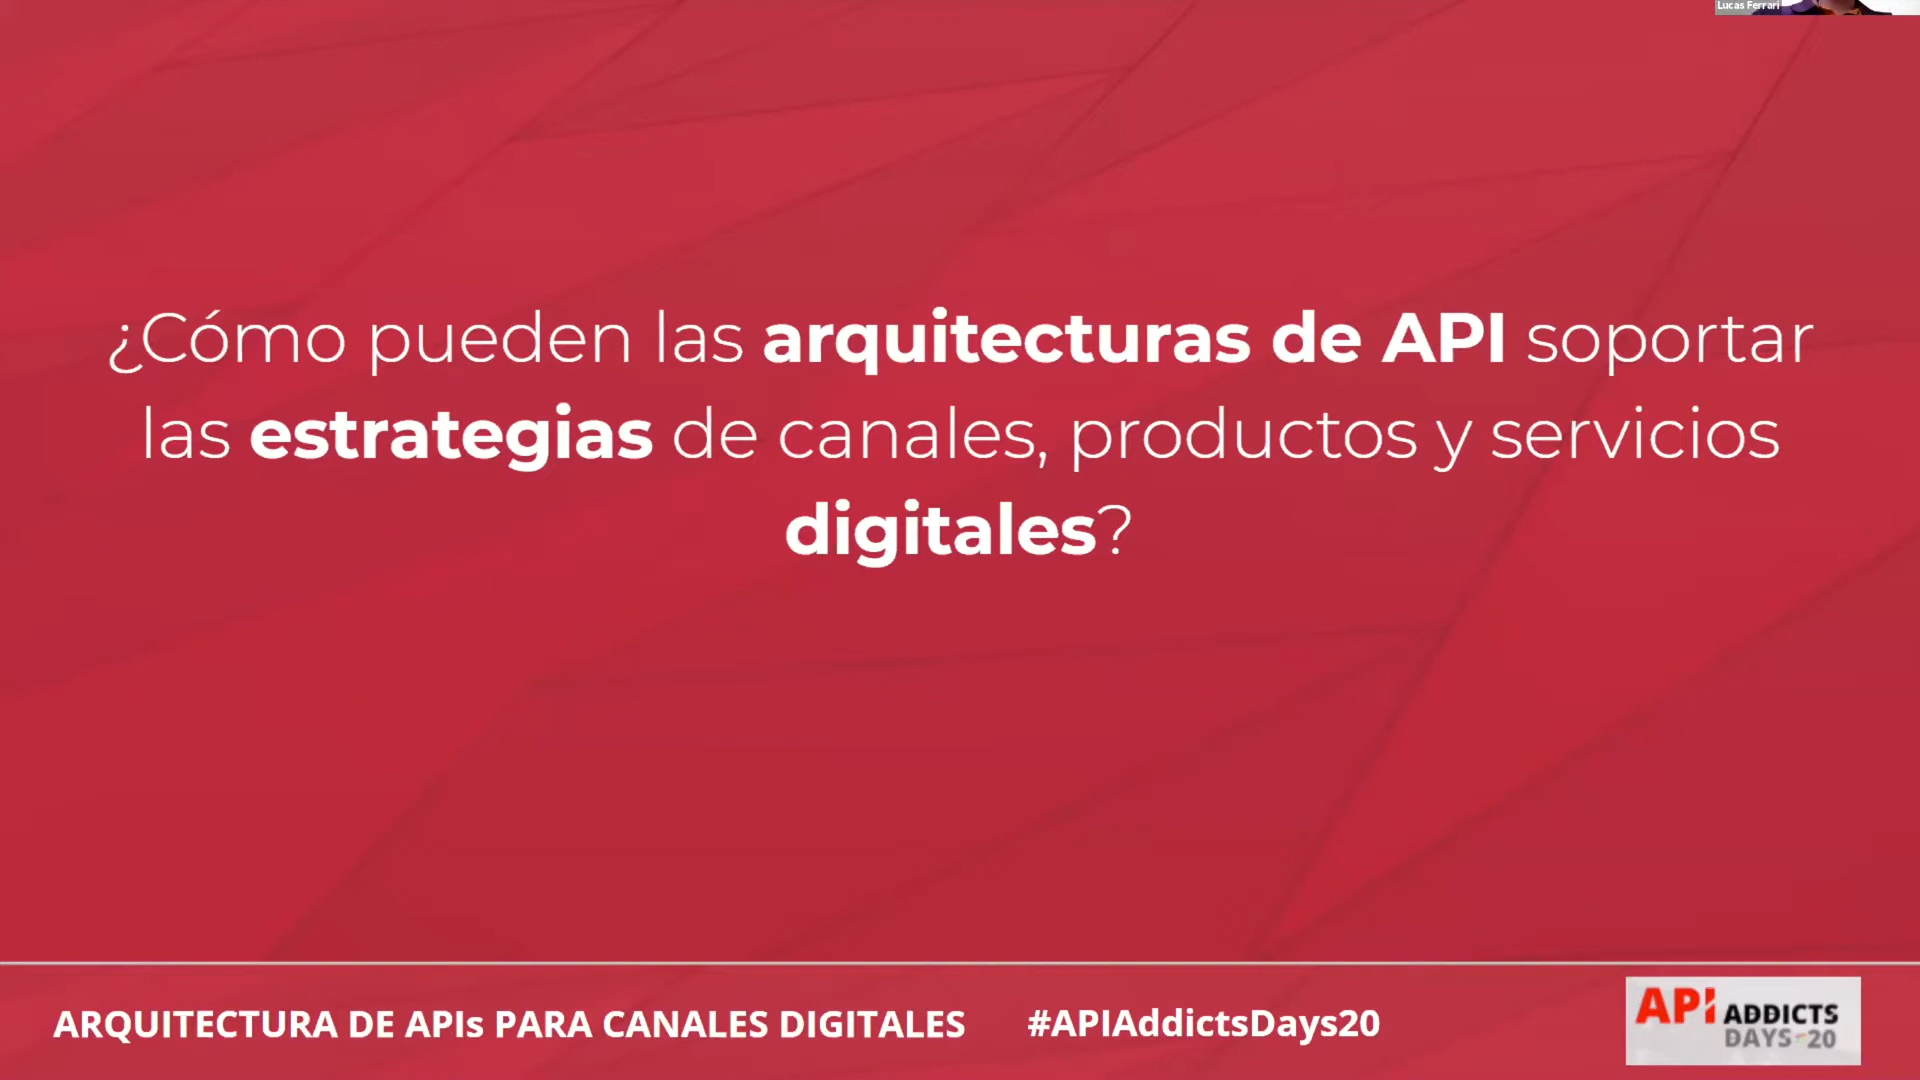 Lucas Ferrari
¿Cómo pueden las arquitecturas de API soportar
las estrategias de canales, productos y servicios
digitales?
ARQUITECTURA DE APIs PARA CANALES DIGITALES
#APIAddictsDays20
API ADDICTS
DAYS 20